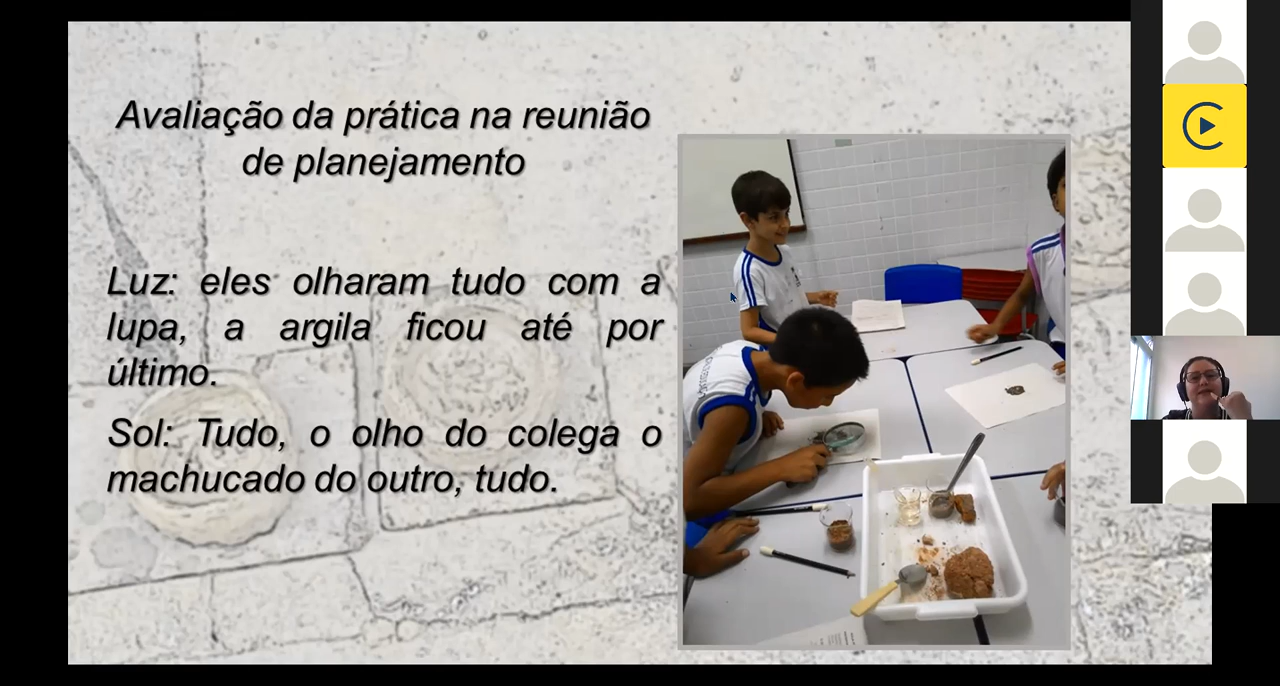 Avaliação da prática na reunião
de planejamento
Luz: eles olharam tudo com a
lupa, a argila ficou até por
último.
Sol: Tudo, o olho do colega o
machucado do outro, tudo.